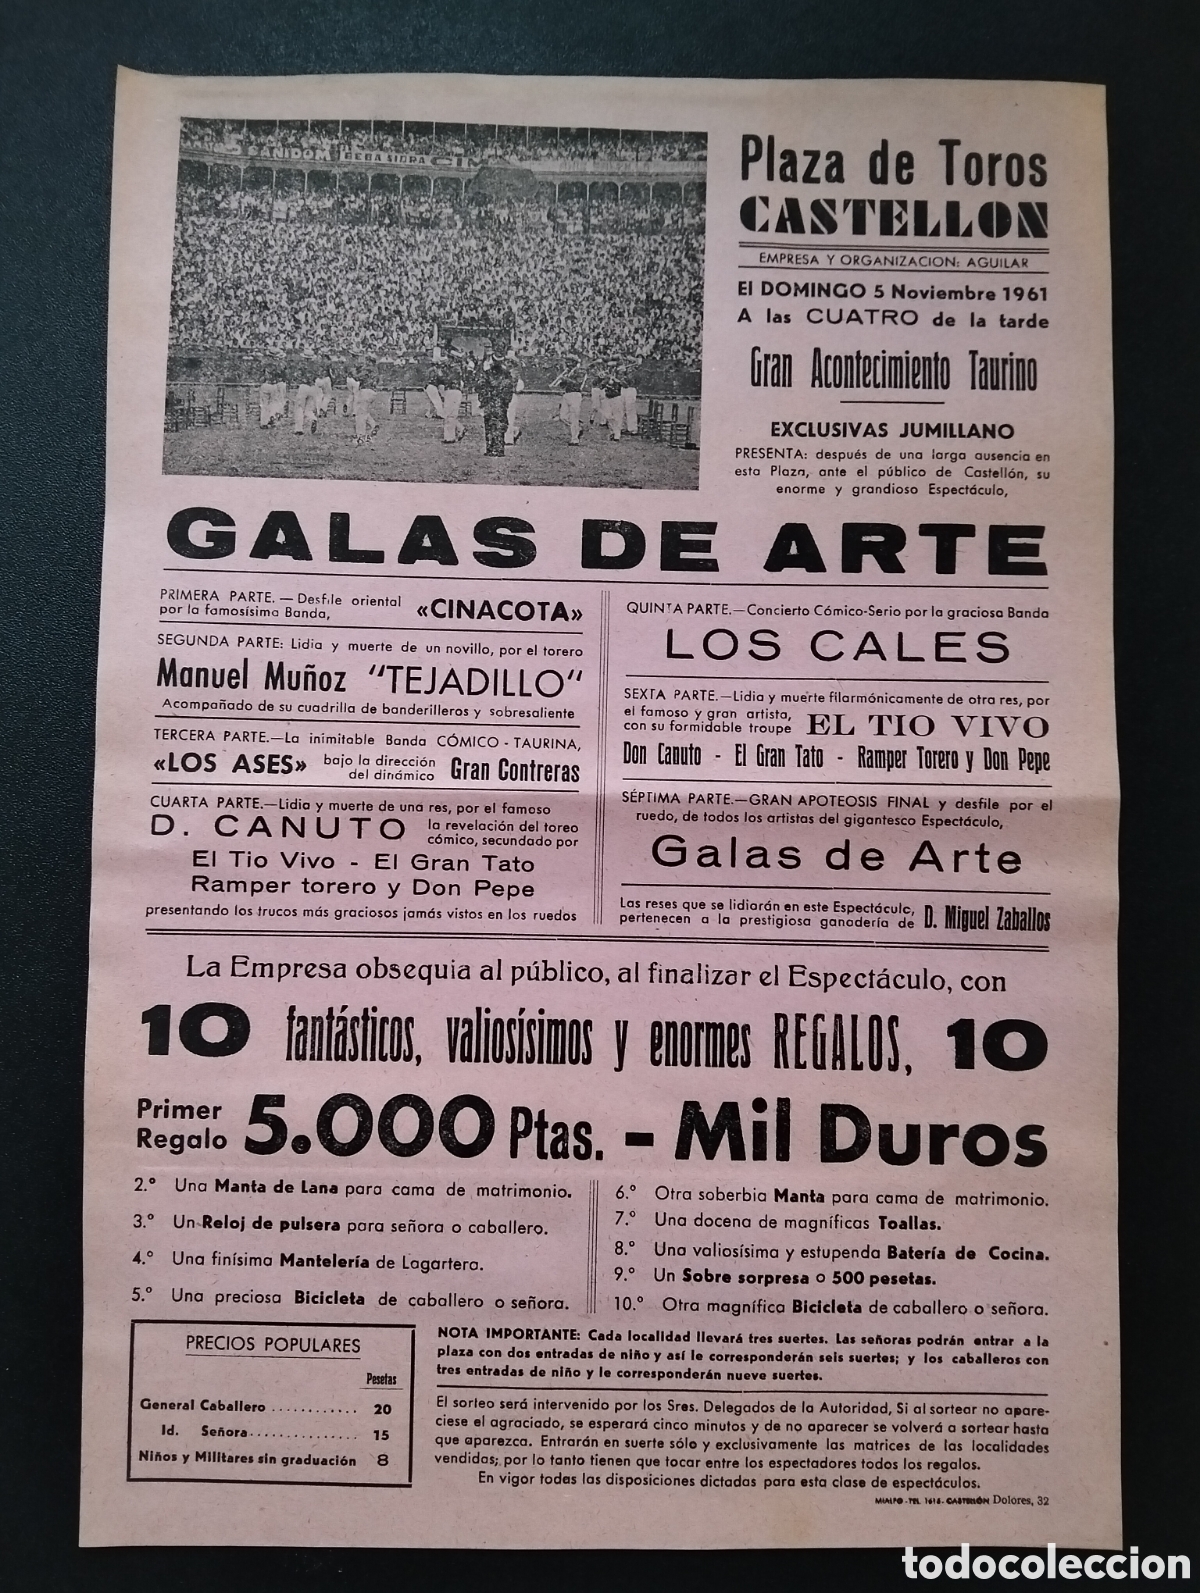 BEBA SIDRA CIN
Plaza de Toros
CASTELLON
EMPRESA Y ORGANIZACION: AGUILAR
El DOMINGO 5 Noviembre 1961
A las CUATRO de la tarde
Gran Acontecimiento Taurino
EXCLUSIVAS JUMILLANO
PRESENTA: después de una larga ausencia en
esta Plaza, ante el público de Castellón, su
enorme y grandioso Espectáculo,
GALAS DE ARTE
PRIMERA PARTE.—Desfile oriental
por la famosísima Banda, «CINACOTA»
SEGUNDA PARTE: Lidia y muerte de un novillo, por el torero
Manuel Muñoz "TEJADILLO"
Acompañado de su cuadrilla de banderilleros y sobresaliente
TERCERA PARTE.—La inimitable Banda CÓMICO - TAURINA,
«LOS ASES» bajo la dirección
del dinámico Gran Contreras
CUARTA PARTE.—Lidia y muerte de una res, por el famoso
D. CANUTO la revelación del toreo
cómico, secundado por
El Tio Vivo - El Gran Tato
Ramper torero y Don Pepe
presentando los trucos más graciosos jamás vistos en los ruedos
QUINTA PARTE.—Concierto Cómico-Serio por la graciosa Banda
LOS CALES
SEXTA PARTE.—Lidia y muerte filarmónicamente de otra res, por
el famoso y gran artista,
con su formidable troupe EL TIO VIVO
Don Canuto - El Gran Tato - Ramper Torero y Don Pepe
SÉPTIMA PARTE.—GRAN APOTEOSIS FINAL y desfile por el
ruedo, de todos los artistas del gigantesco Espectáculo,
Galas de Arte
Las reses que se lidiarán en este Espectáculo,
pertenecen a la prestigiosa ganadería de D. Miguel Zaballos
La Empresa obsequia al público, al finalizar el Espectáculo, con
10 fantásticos, valiosísimos y enormes REGALOS, 10
Primer
Regalo 5.000 Ptas. - Mil Duros
2.º Una Manta de Lana para cama de matrimonio.
3.º Un Reloj de pulsera para señora o caballero.
4.º Una finísima Mantelería de Lagartera.
5.º Una preciosa Bicicleta de caballero o señora.
6.º Otra soberbia Manta para cama de matrimonio.
7.º Una docena de magníficas Toallas.
8.º Una valiosísima y estupenda Batería de Cocina.
9.º Un Sobre sorpresa o 500 pesetas.
10.º Otra magnífica Bicicleta de caballero o señora.
PRECIOS POPULARES
Pesetas
General Caballero ............ 20
Id. Señora............... 15
Niños y Militares sin graduación 8
NOTA IMPORTANTE: Cada localidad llevará tres suertes. Las señoras podrán entrar a la
plaza con dos entradas de niño y así le corresponderán seis suertes; y los caballeros con
tres entradas de niño y le corresponderán nueve suertes.
El sorteo será intervenido por los Sres. Delegados de la Autoridad, Si al sortear no apare-
ciese el agraciado, se esperará cinco minutos y de no aparecer se volverá a sortear hasta
que aparezca. Entrarán en suerte sólo y exclusivamente las matrices de las localidades
vendidas; por lo tanto tienen que tocar entre los espectadores todos los regalos.
En vigor todas las disposiciones dictadas para esta clase de espectáculos.
MIALFO - TEL. 1618 - CASTELLÓN Dolores, 32
todocoleccion